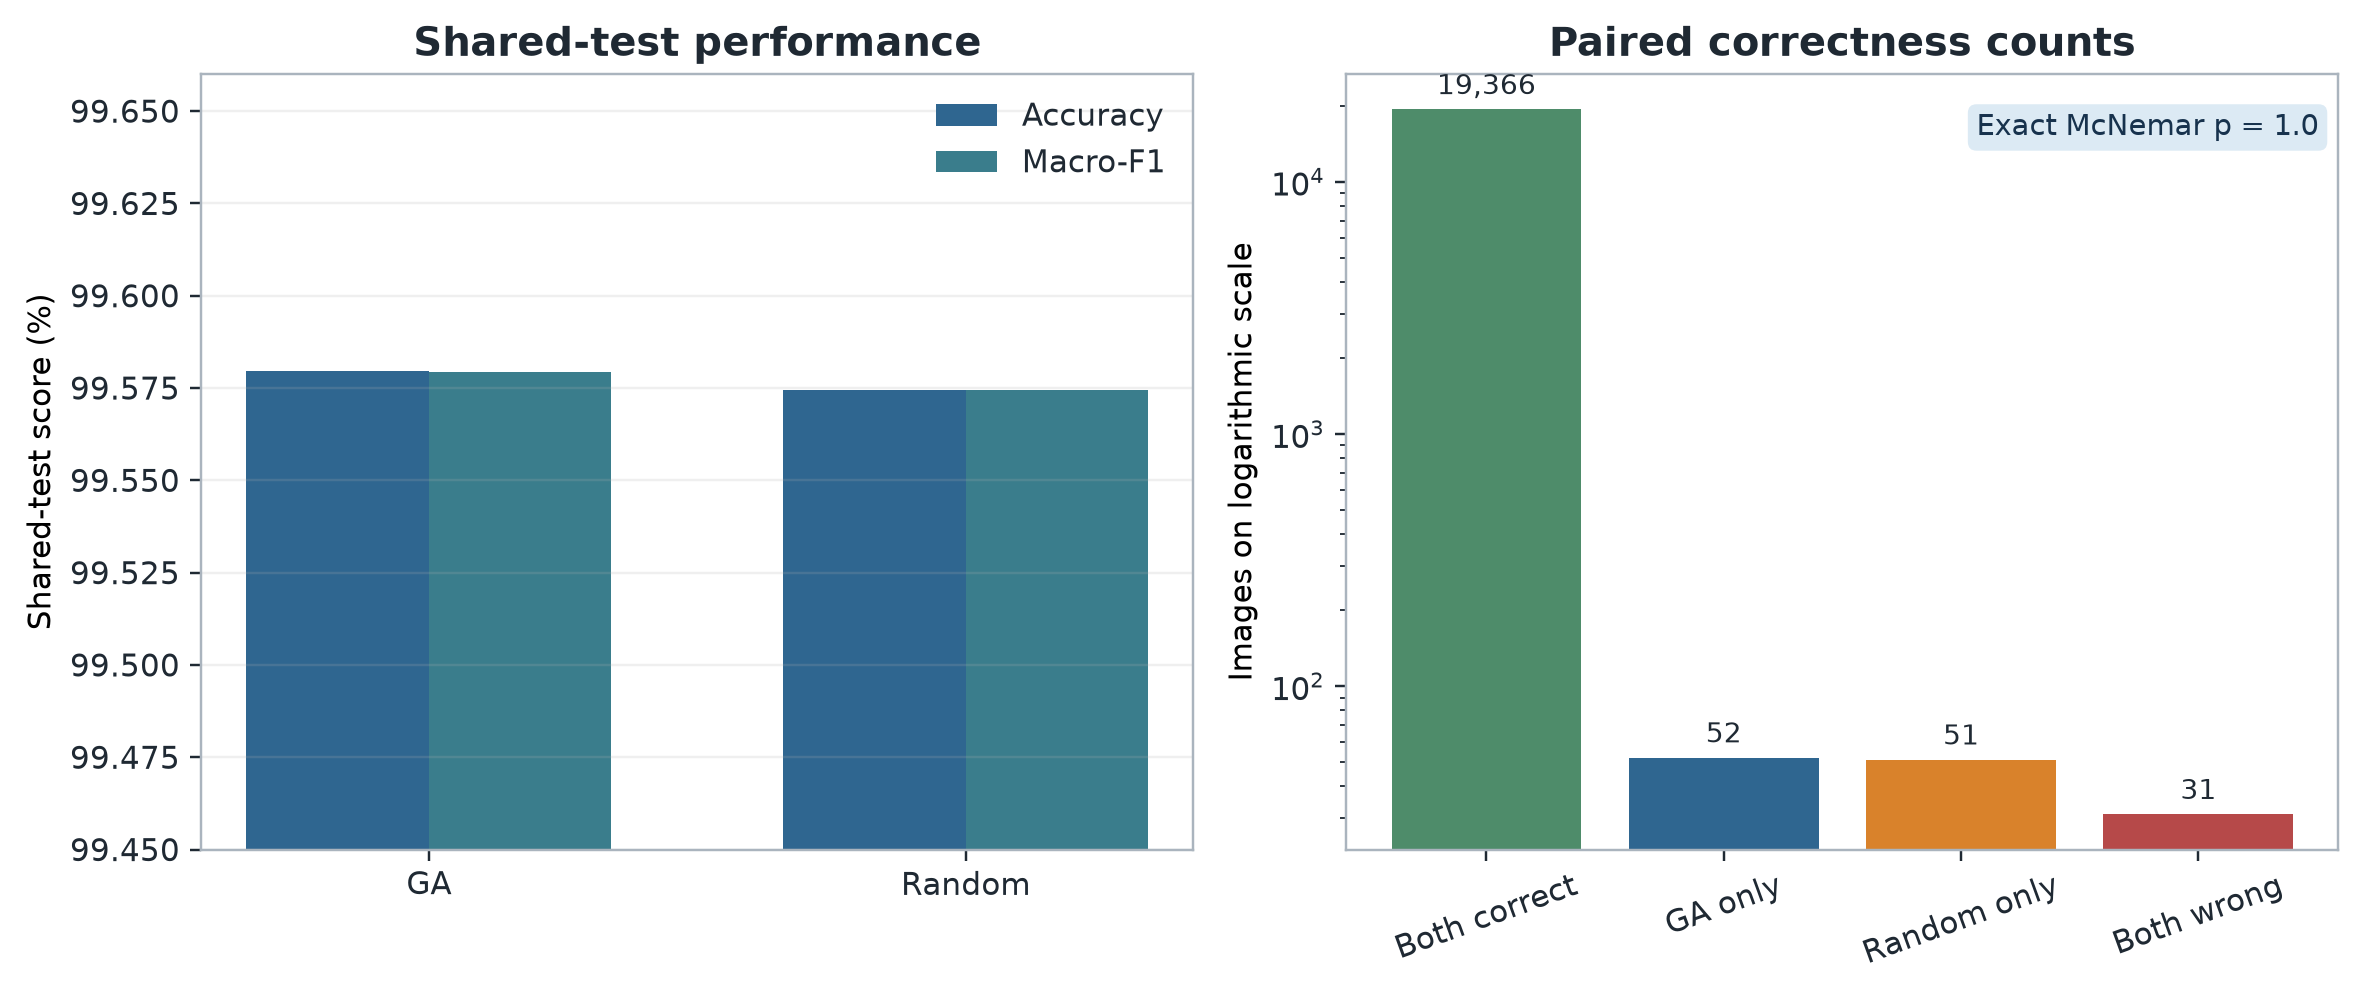 Shared-test performance
Shared-test score (%)
99.650
99.625
99.600
99.575
99.550
99.525
99.500
99.475
99.450
Accuracy
Macro-F1
GA
Random
Paired correctness counts
Images on logarithmic scale
10⁴
10³
10²
19,366
Exact McNemar p = 1.0
52
51
31
Both correct
GA only
Random only
Both wrong